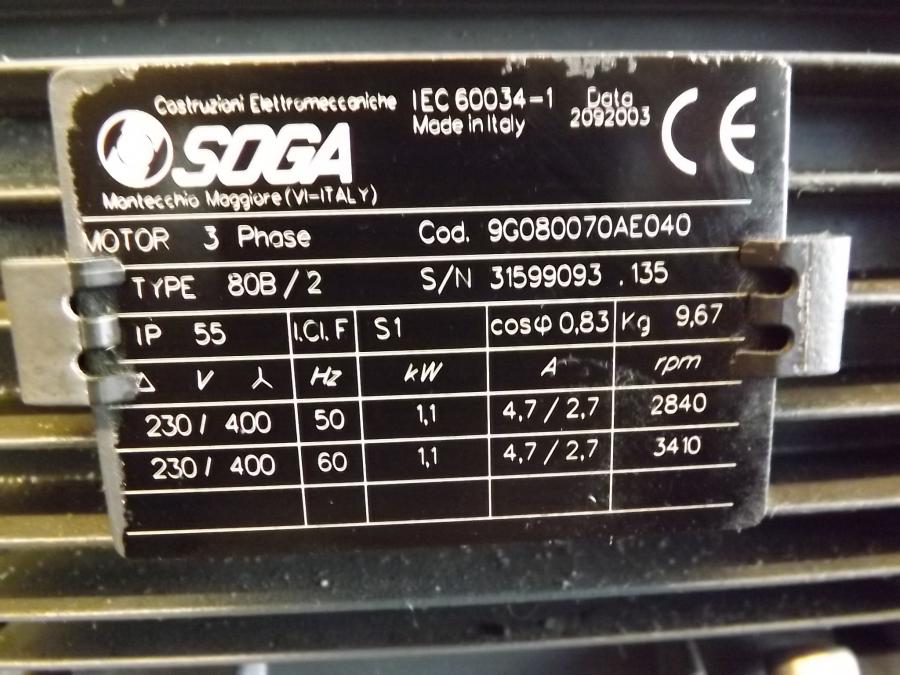 Costruzioni Elettromeccaniche IEC 60034-1 Data
SOGA Made in Italy 2092003 CE
Montecchio Maggiore (VI-ITALY)
MOTOR 3 Phase Cod. 9G080070AE040
TYPE 80B / 2 S/N 31599093 .135
IP 55 I.Cl. F S1 cosφ 0,83 Kg 9,67
Δ V ⅄ Hz kW A rpm
230 / 400 50 1,1 4,7 / 2,7 2840
230 / 400 60 1,1 4,7 / 2,7 3410